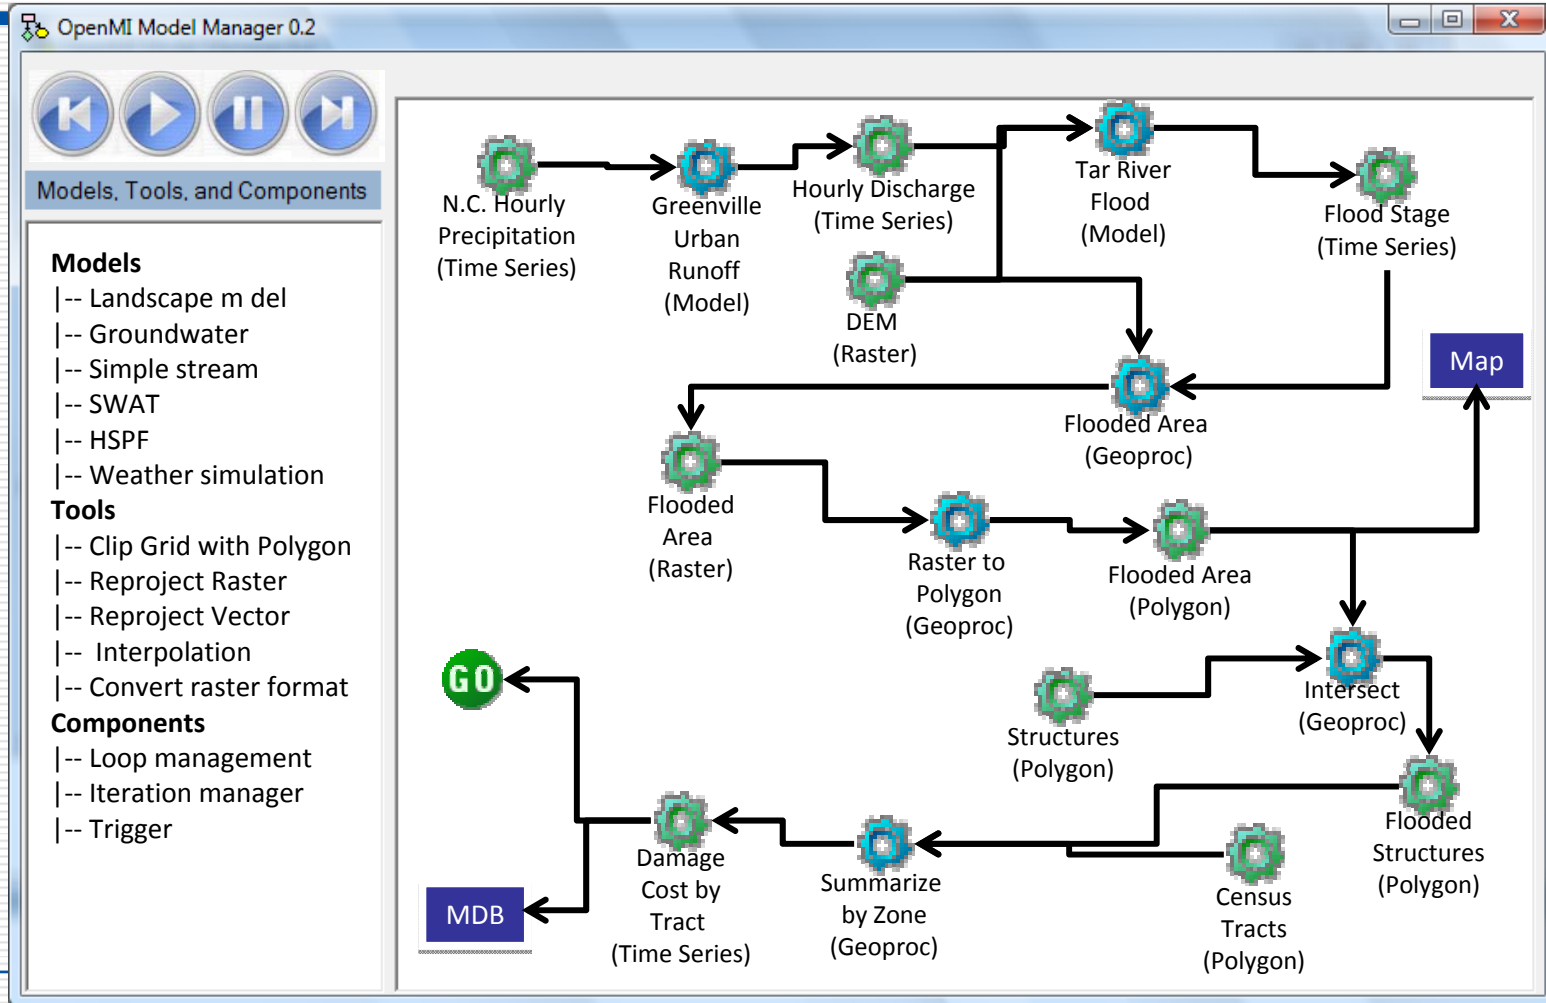 OpenMI Model Manager 0.2
Models, Tools, and Components
Models
|-- Landscape m del
|-- Groundwater
|-- Simple stream
|-- SWAT
|-- HSPF
|-- Weather simulation
Tools
|-- Clip Grid with Polygon
|-- Reproject Raster
|-- Reproject Vector
|-- Interpolation
|-- Convert raster format
Components
|-- Loop management
|-- Iteration manager
|-- Trigger
N.C. Hourly
Precipitation
(Time Series)
Greenville
Urban
Runoff
(Model)
Hourly Discharge
(Time Series)
Tar River
Flood
(Model)
Flood Stage
(Time Series)
DEM
(Raster)
Map
Flooded Area
(Geoproc)
Flooded
Area
(Raster)
Raster to
Polygon
(Geoproc)
Flooded Area
(Polygon)
Structures
(Polygon)
Intersect
(Geoproc)
Flooded
Structures
(Polygon)
Census
Tracts
(Polygon)
Summarize
by Zone
(Geoproc)
Damage
Cost by
Tract
(Time Series)
GO
MDB